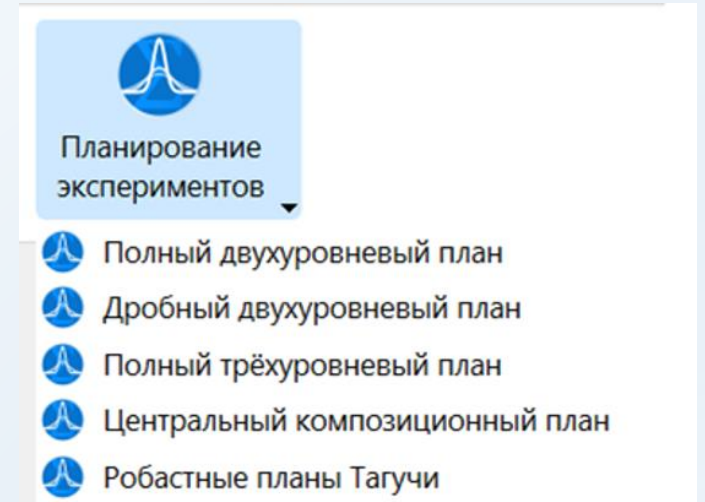 Планирование
экспериментов
Полный двухуровневый план
Дробный двухуровневый план
Полный трёхуровневый план
Центральный композиционный план
Робастные планы Тагучи